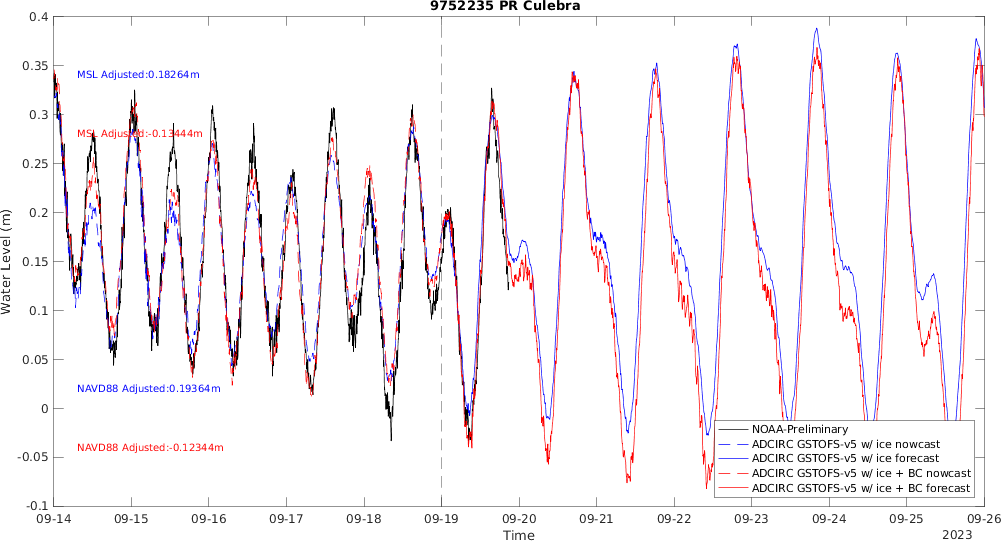 9752235 PR Culebra
0.4
0.35
0.3
0.25
0.2
0.15
0.1
0.05
0
-0.05
-0.1
Water Level (m)
MSL Adjusted:0.18264m
MSL Adjusted:-0.13444m
NAVD88 Adjusted:0.19364m
NAVD88 Adjusted:-0.12344m
NOAA-Preliminary
ADCIRC GSTOFS-v5 w/ ice nowcast
ADCIRC GSTOFS-v5 w/ ice forecast
ADCIRC GSTOFS-v5 w/ ice + BC nowcast
ADCIRC GSTOFS-v5 w/ ice + BC forecast
09-14 09-15 09-16 09-17 09-18 09-19 09-20 09-21 09-22 09-23 09-24 09-25 09-26
Time
2023